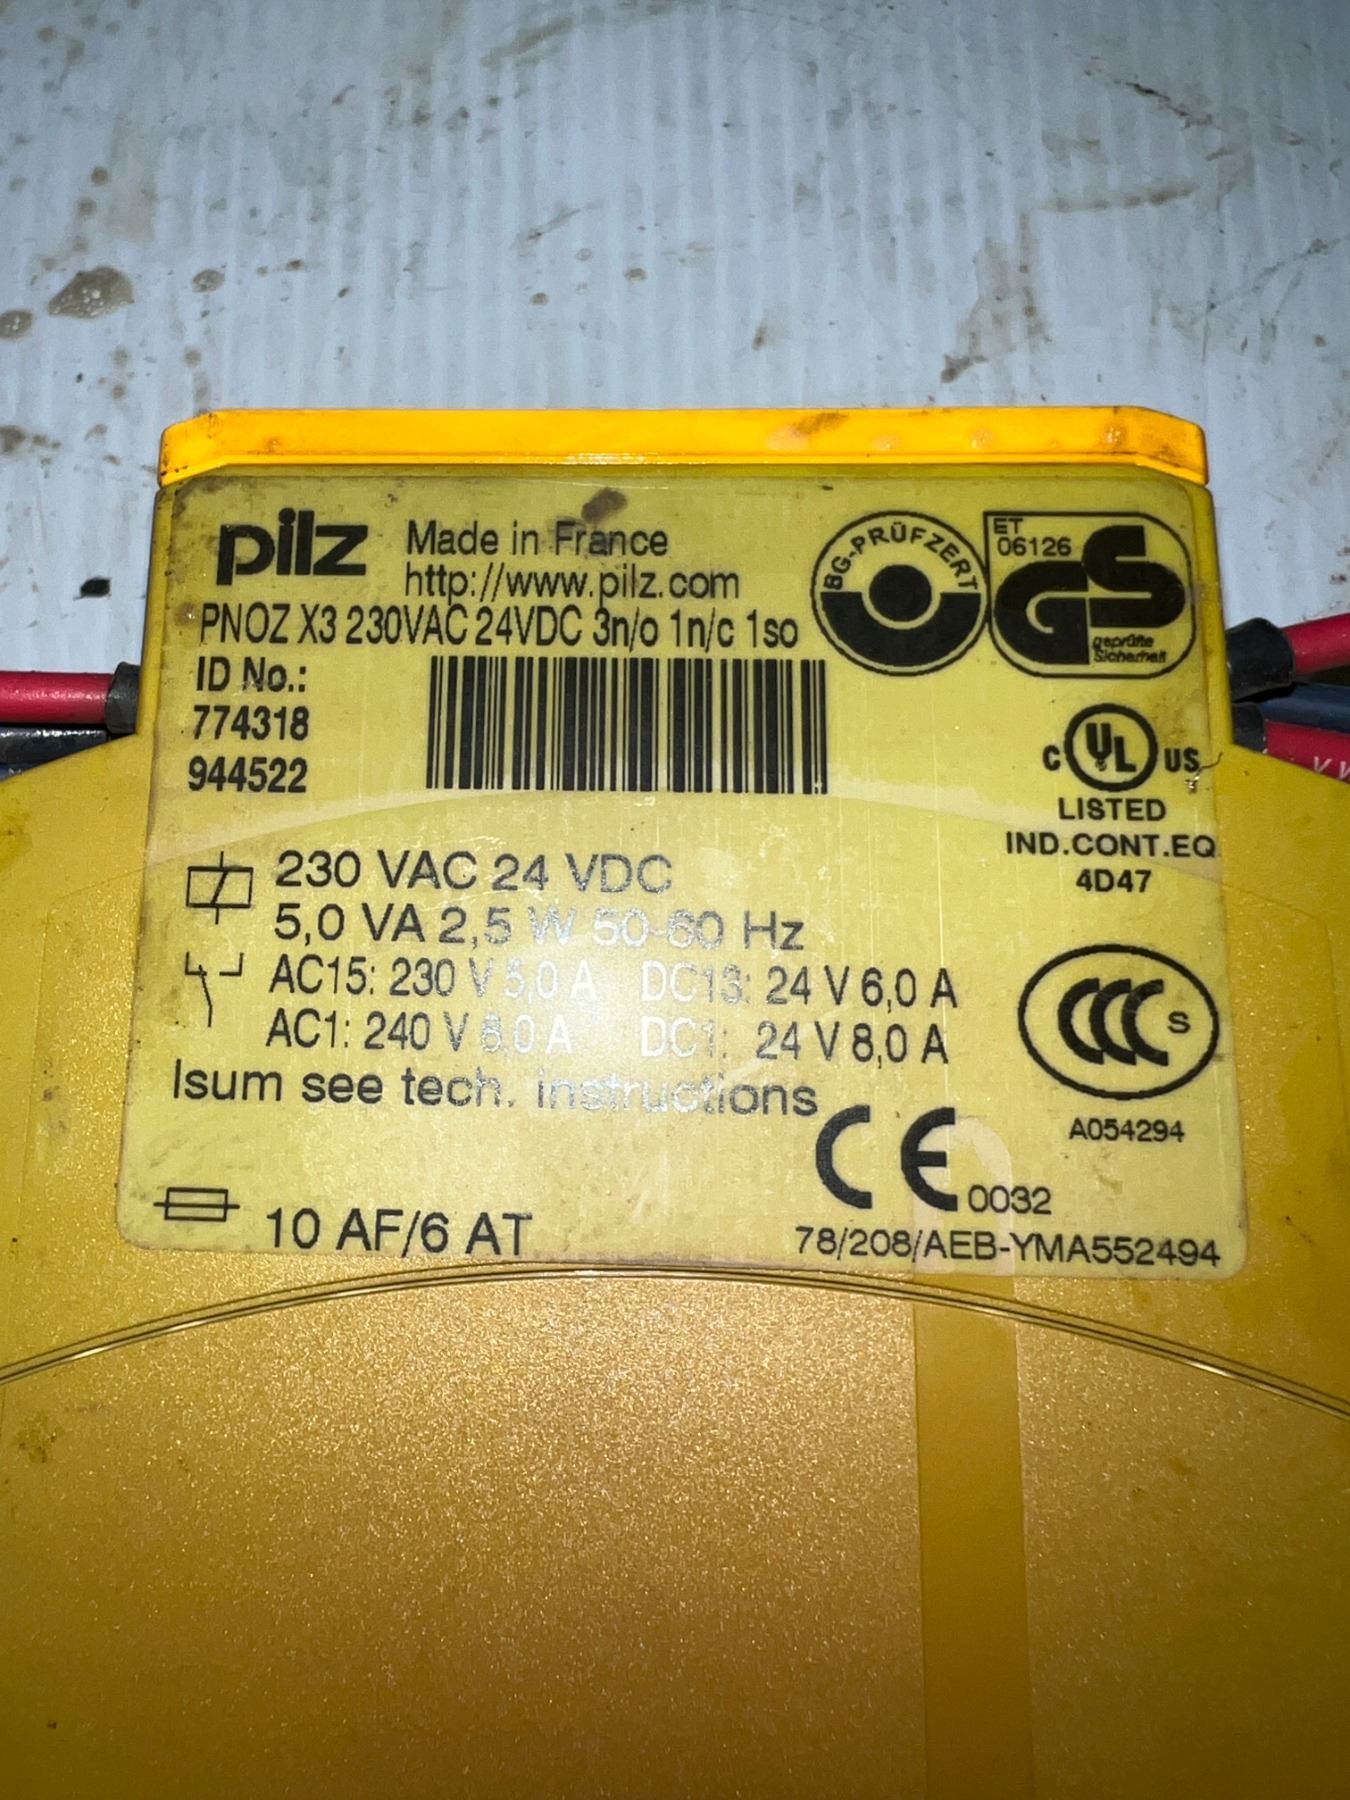 pilz Made in France
http://www.pilz.com
PNOZ X3 230VAC 24VDC 3n/o 1n/c 1so
ID No.:
774318
944522
BG-PRÜFZERT
ET
06126
GS
geprüfte
Sicherheit
C UL US
LISTED
IND.CONT.EQ
4D47
230 VAC 24 VDC
5,0 VA 2,5 W 50-60 Hz
AC15: 230 V 5,0 A DC13: 24 V 6,0 A
AC1: 240 V 8,0 A DC1: 24 V 8,0 A
Isum see tech. instructions
CCC S
A054294
CE 0032
10 AF/6 AT
78/208/AEB-YMA552494